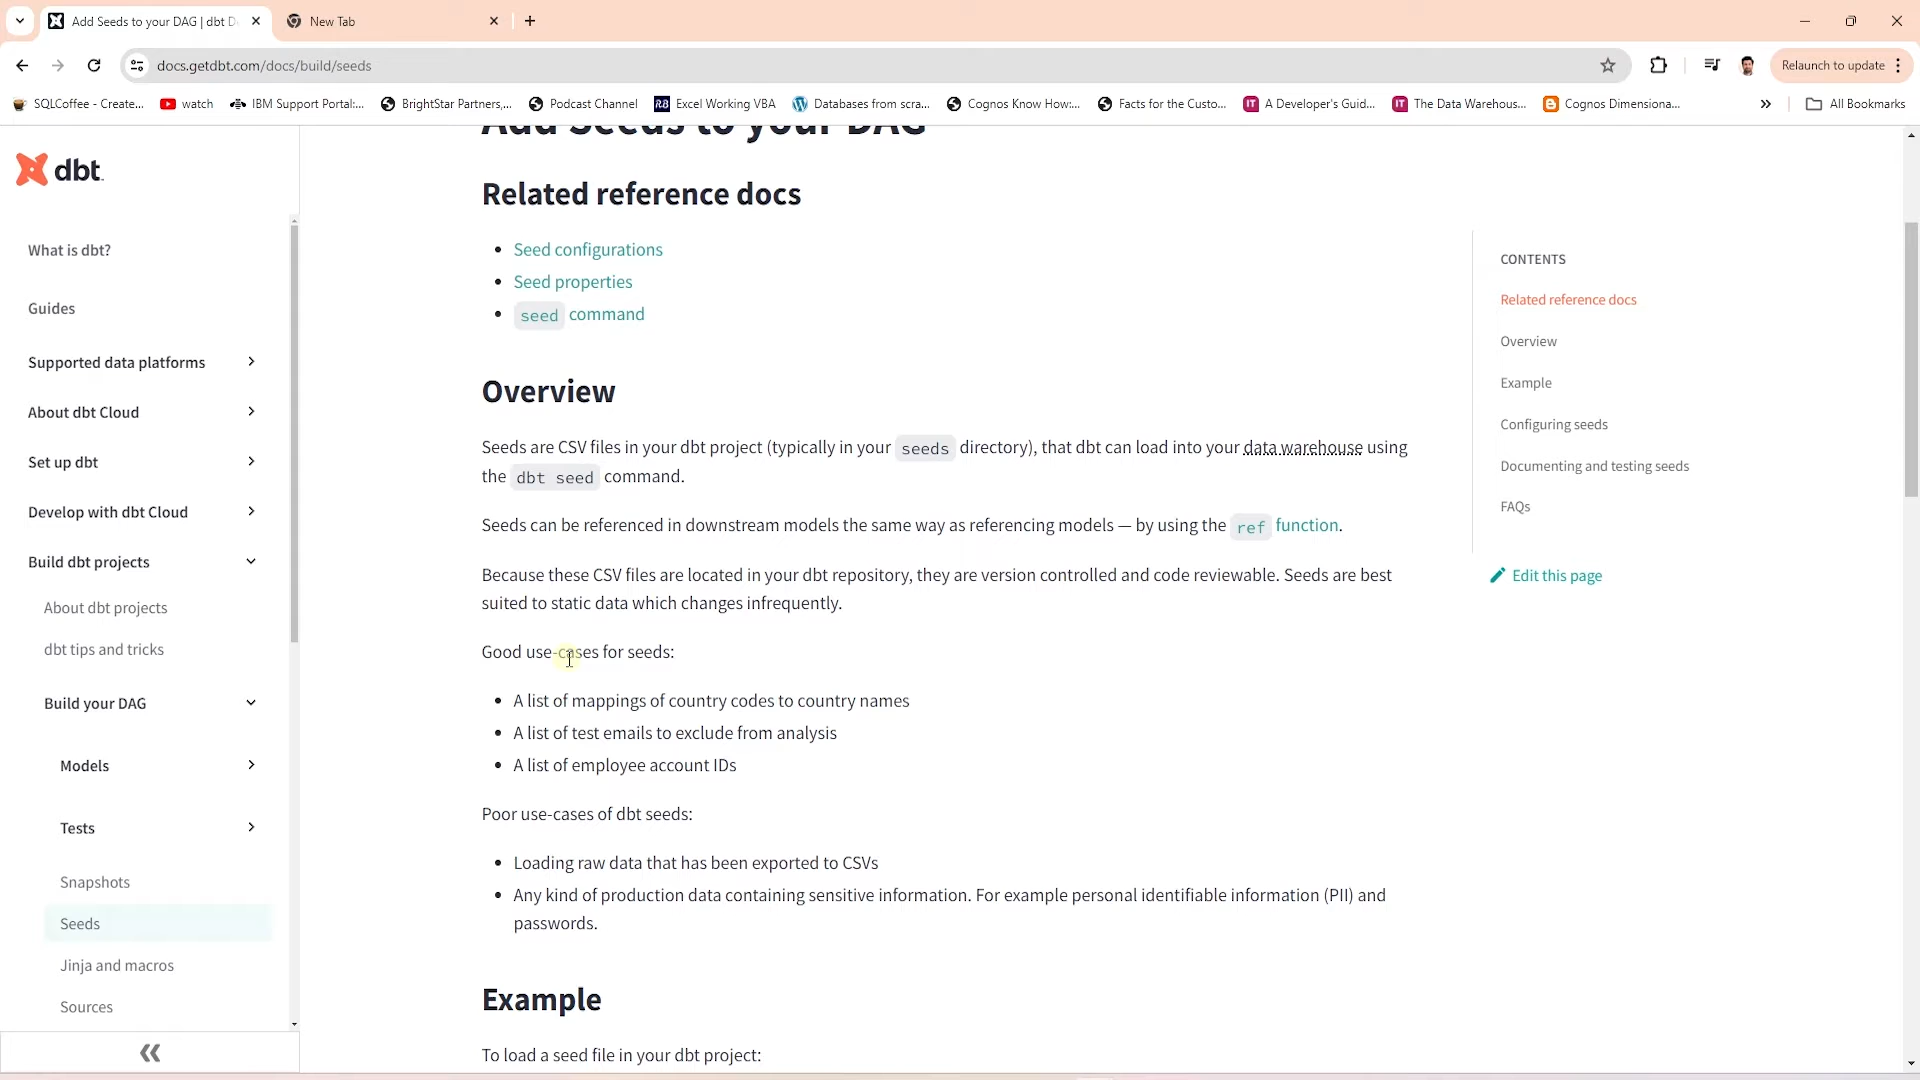 Add Seeds to your DAG | dbt D
New Tab
docs.getdbt.com/docs/build/seeds
Relaunch to update
SQLCoffee - Create...
watch
IBM Support Portal:...
BrightStar Partners,...
Podcast Channel
Excel Working VBA
Databases from scra...
Cognos Know How:...
Facts for the Custo...
A Developer's Guid...
The Data Warehous...
Cognos Dimensiona...
All Bookmarks
dbt
What is dbt?
Guides
Supported data platforms
About dbt Cloud
Set up dbt
Develop with dbt Cloud
Build dbt projects
About dbt projects
dbt tips and tricks
Build your DAG
Models
Tests
Snapshots
Seeds
Jinja and macros
Sources
Add Seeds to your DAG
Related reference docs
Seed configurations
Seed properties
seed command
Overview
Seeds are CSV files in your dbt project (typically in your seeds directory), that dbt can load into your data warehouse using
the dbt seed command.
Seeds can be referenced in downstream models the same way as referencing models — by using the ref function.
Because these CSV files are located in your dbt repository, they are version controlled and code reviewable. Seeds are best
suited to static data which changes infrequently.
Good use-cases for seeds:
A list of mappings of country codes to country names
A list of test emails to exclude from analysis
A list of employee account IDs
Poor use-cases of dbt seeds:
Loading raw data that has been exported to CSVs
Any kind of production data containing sensitive information. For example personal identifiable information (PII) and
passwords.
Example
To load a seed file in your dbt project:
CONTENTS
Related reference docs
Overview
Example
Configuring seeds
Documenting and testing seeds
FAQs
Edit this page